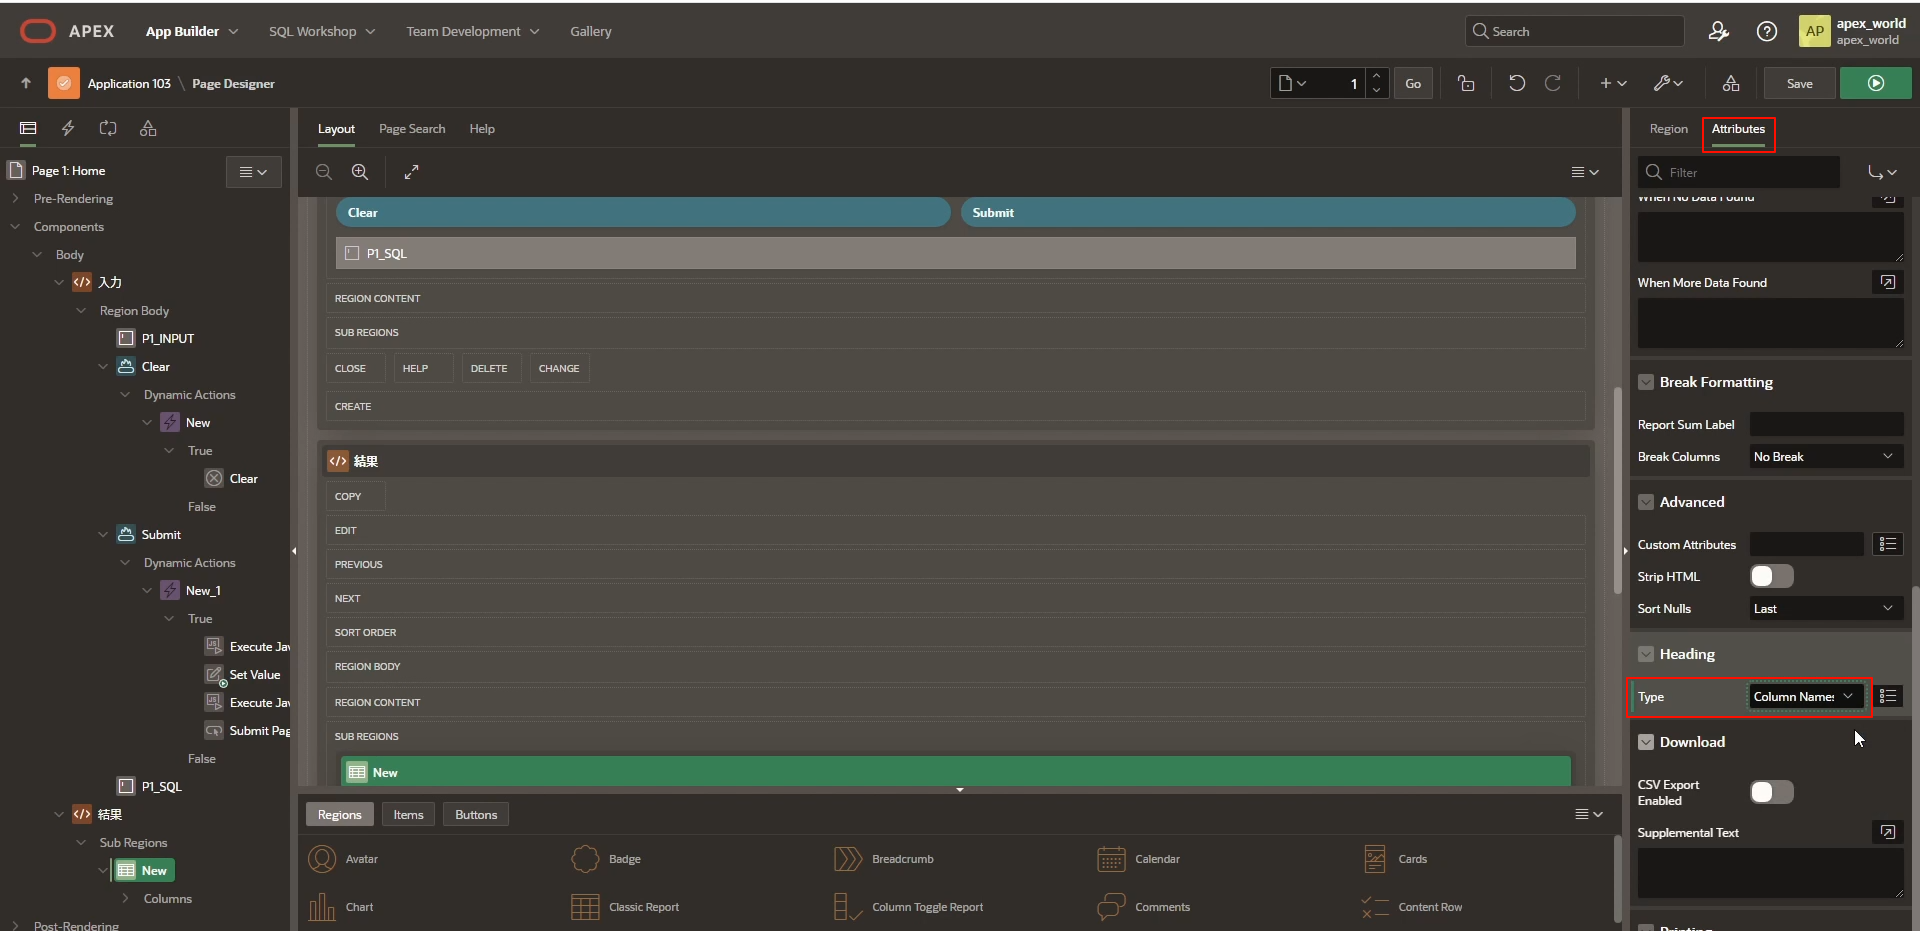 APEX
App Builder
SQL Workshop
Team Development
Gallery
Search
AP
apex_world
apex_world
Application 103 \ Page Designer
1
Go
Save
Layout
Page Search
Help
Region
Attributes
Page 1: Home
Pre-Rendering
Components
Body
入力
Region Body
P1_INPUT
Clear
Dynamic Actions
New
True
Clear
False
Submit
Dynamic Actions
New_1
True
Execute Jav
Set Value
Execute Jav
Submit Pag
False
P1_SQL
結果
Sub Regions
New
Columns
Post-Rendering
Clear
Submit
P1_SQL
REGION CONTENT
SUB REGIONS
CLOSE
HELP
DELETE
CHANGE
CREATE
結果
COPY
EDIT
PREVIOUS
NEXT
SORT ORDER
REGION BODY
REGION CONTENT
SUB REGIONS
New
Regions
Items
Buttons
Avatar
Badge
Breadcrumb
Calendar
Cards
Chart
Classic Report
Column Toggle Report
Comments
Content Row
Filter
When No Data Found
When More Data Found
Break Formatting
Report Sum Label
Break Columns
No Break
Advanced
Custom Attributes
Strip HTML
Sort Nulls
Last
Heading
Type
Column Names
Download
CSV Export
Enabled
Supplemental Text
Printing